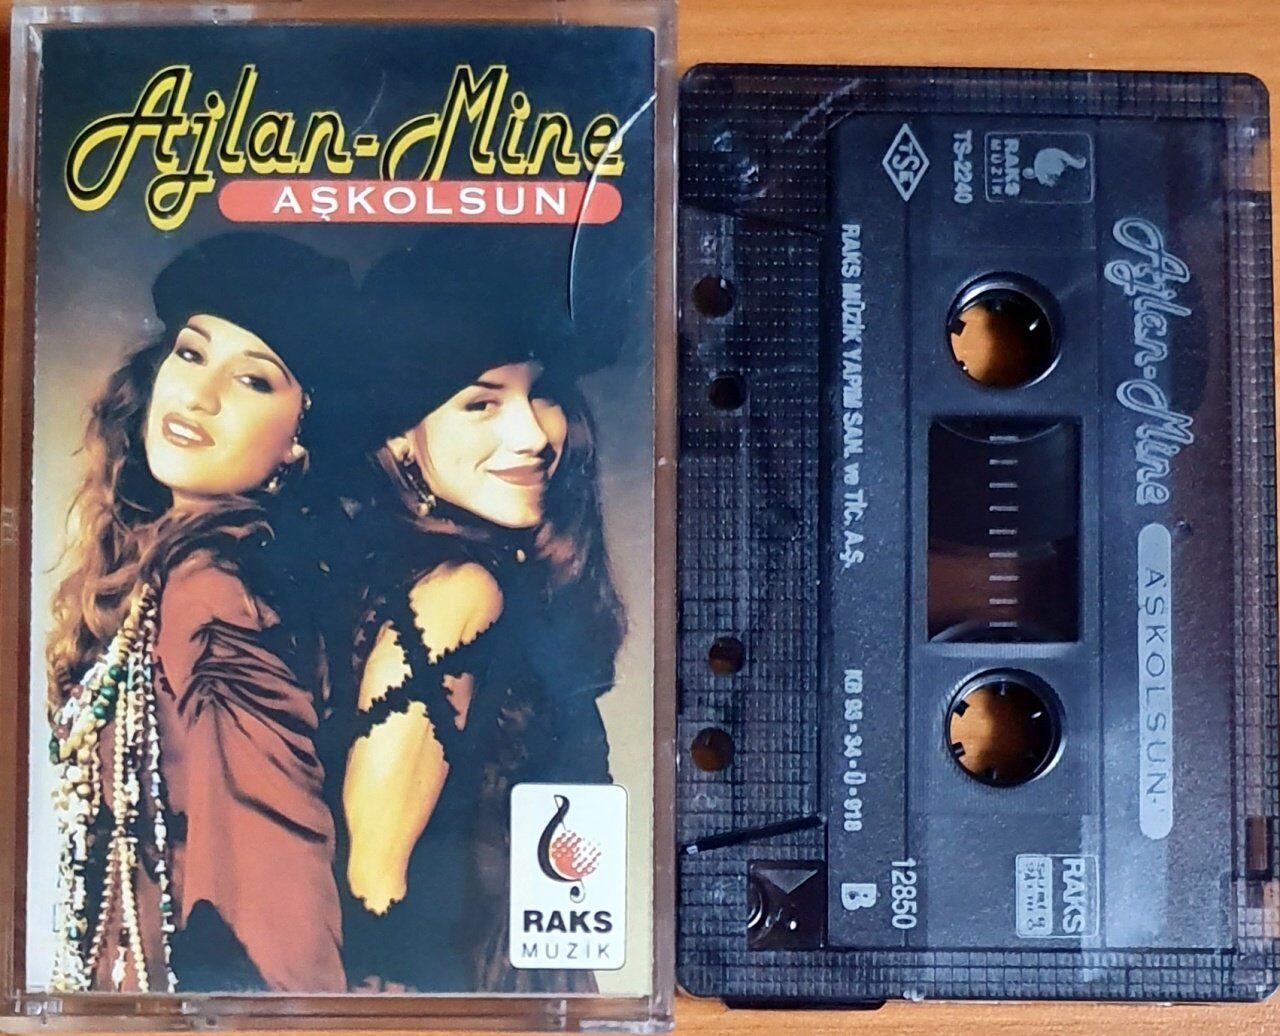 Ajlan-Mine
AŞKOLSUN
RAKS
MUZİK
RAKS
MÜZİK
TS-2240
TSE
RAKS MÜZİK YAPIM SAN. ve TİC. A.Ş.
Ajlan-Mine
AŞKOLSUN
12850
B
RAKS